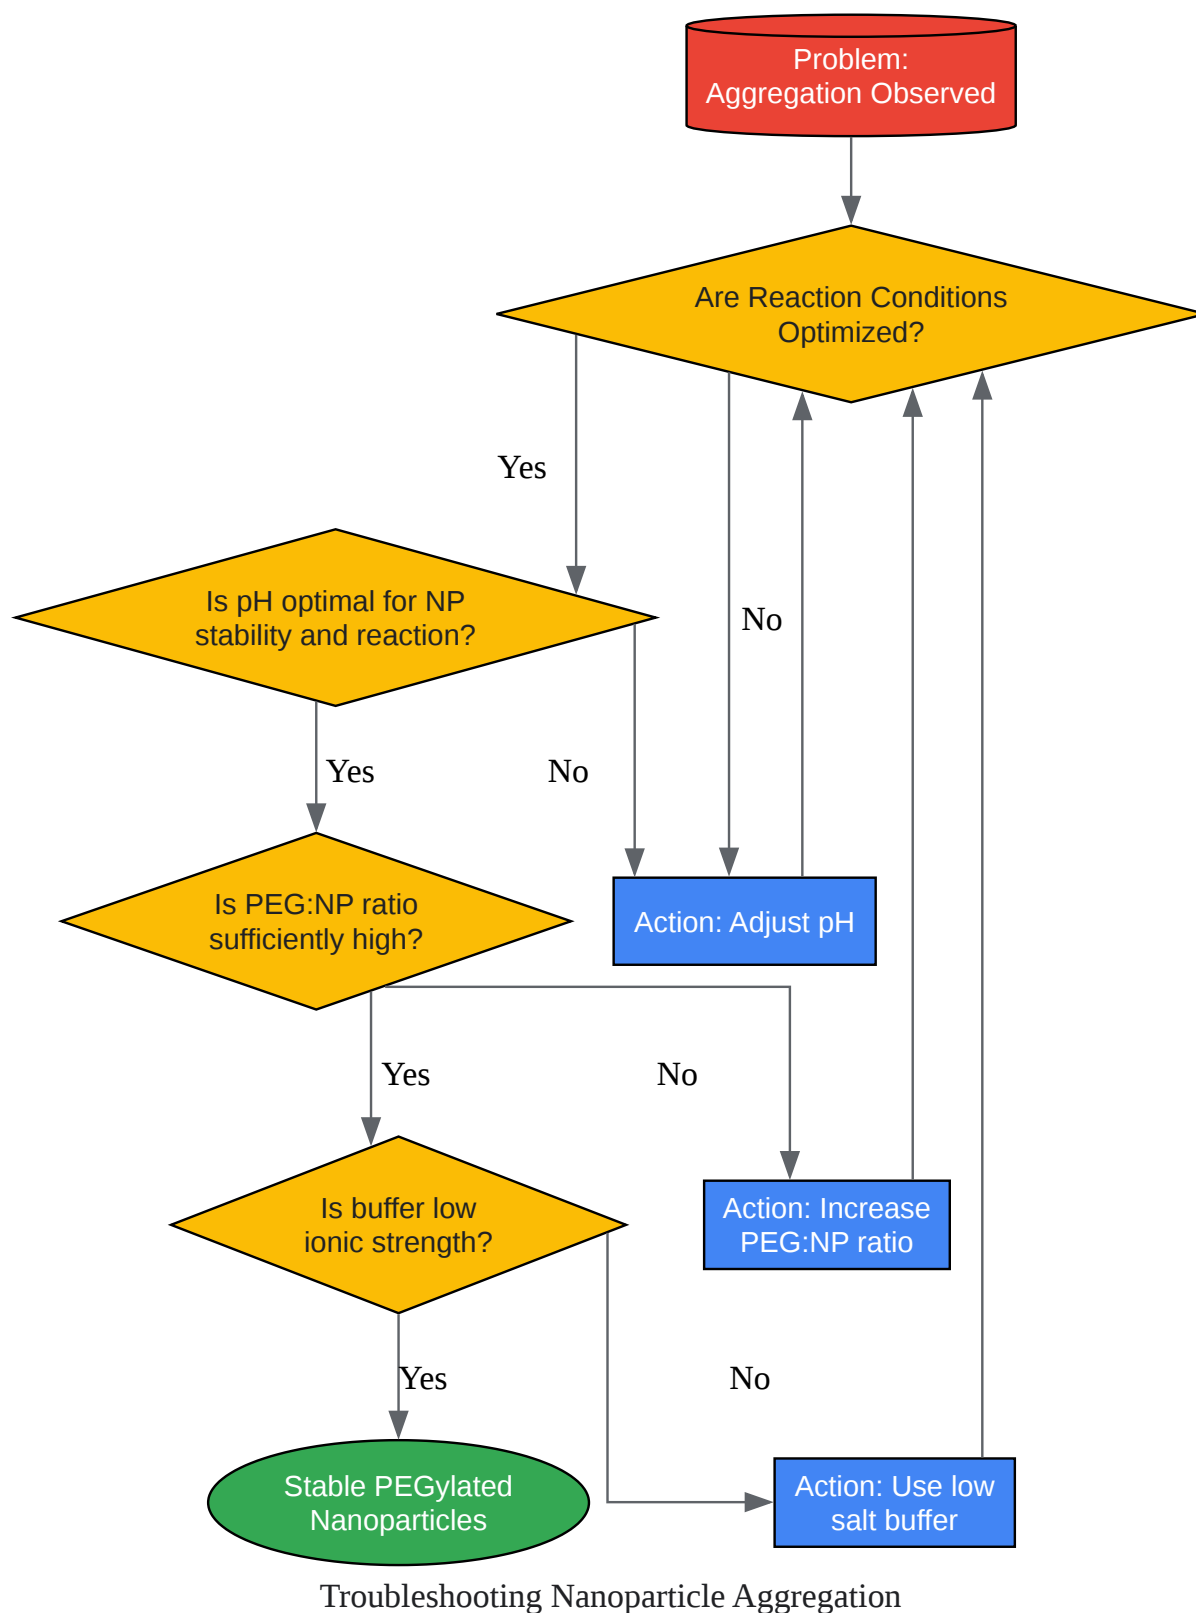 Problem:
Aggregation Observed
Are Reaction Conditions
Optimized?
Yes
Is pH optimal for NP
stability and reaction?
No
Yes
No
Is PEG:NP ratio
sufficiently high?
Action: Adjust pH
Yes
No
Is buffer low
ionic strength?
Action: Increase
PEG:NP ratio
Yes
No
Stable PEGylated
Nanoparticles
Action: Use low
salt buffer
Troubleshooting Nanoparticle Aggregation